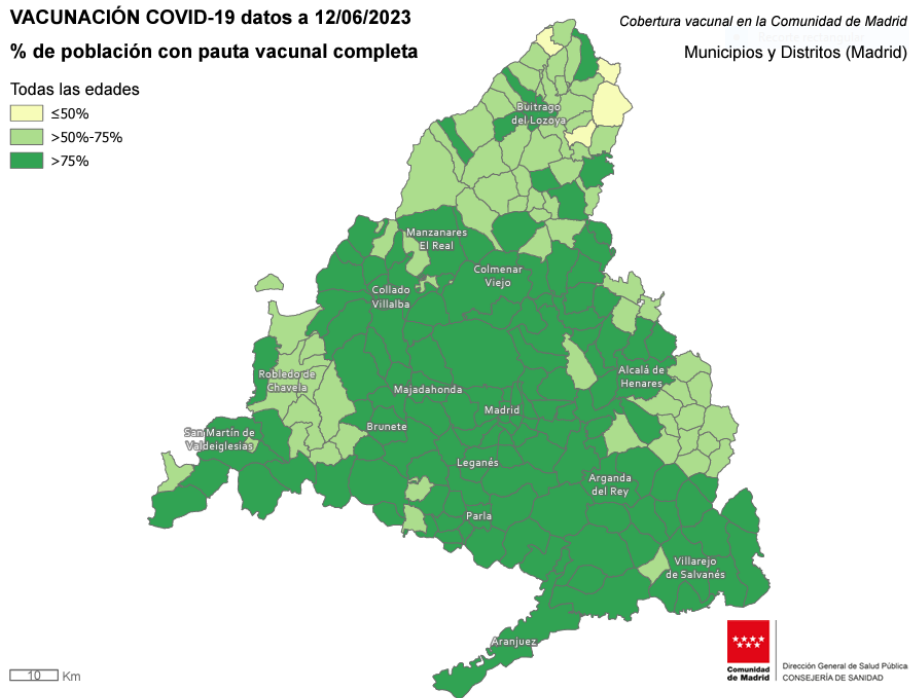 VACUNACIÓN COVID-19 datos a 12/06/2023
% de población con pauta vacunal completa
Cobertura vacunal en la Comunidad de Madrid
Municipios y Distritos (Madrid)
Todas las edades
≤50%
>50%-75%
>75%
Buitrago
del Lozoya
Manzanares
El Real
Colmenar
Viejo
Collado
Villalba
Robledo de
Chavela
Alcalá de
Henares
Majadahonda
Madrid
Brunete
San Martín de
Valdeiglesias
Leganés
Arganda
del Rey
Parla
Villarejo
de Salvanés
Aranjuez
10 Km
Comunidad
de Madrid
Dirección General de Salud Pública
CONSEJERÍA DE SANIDAD